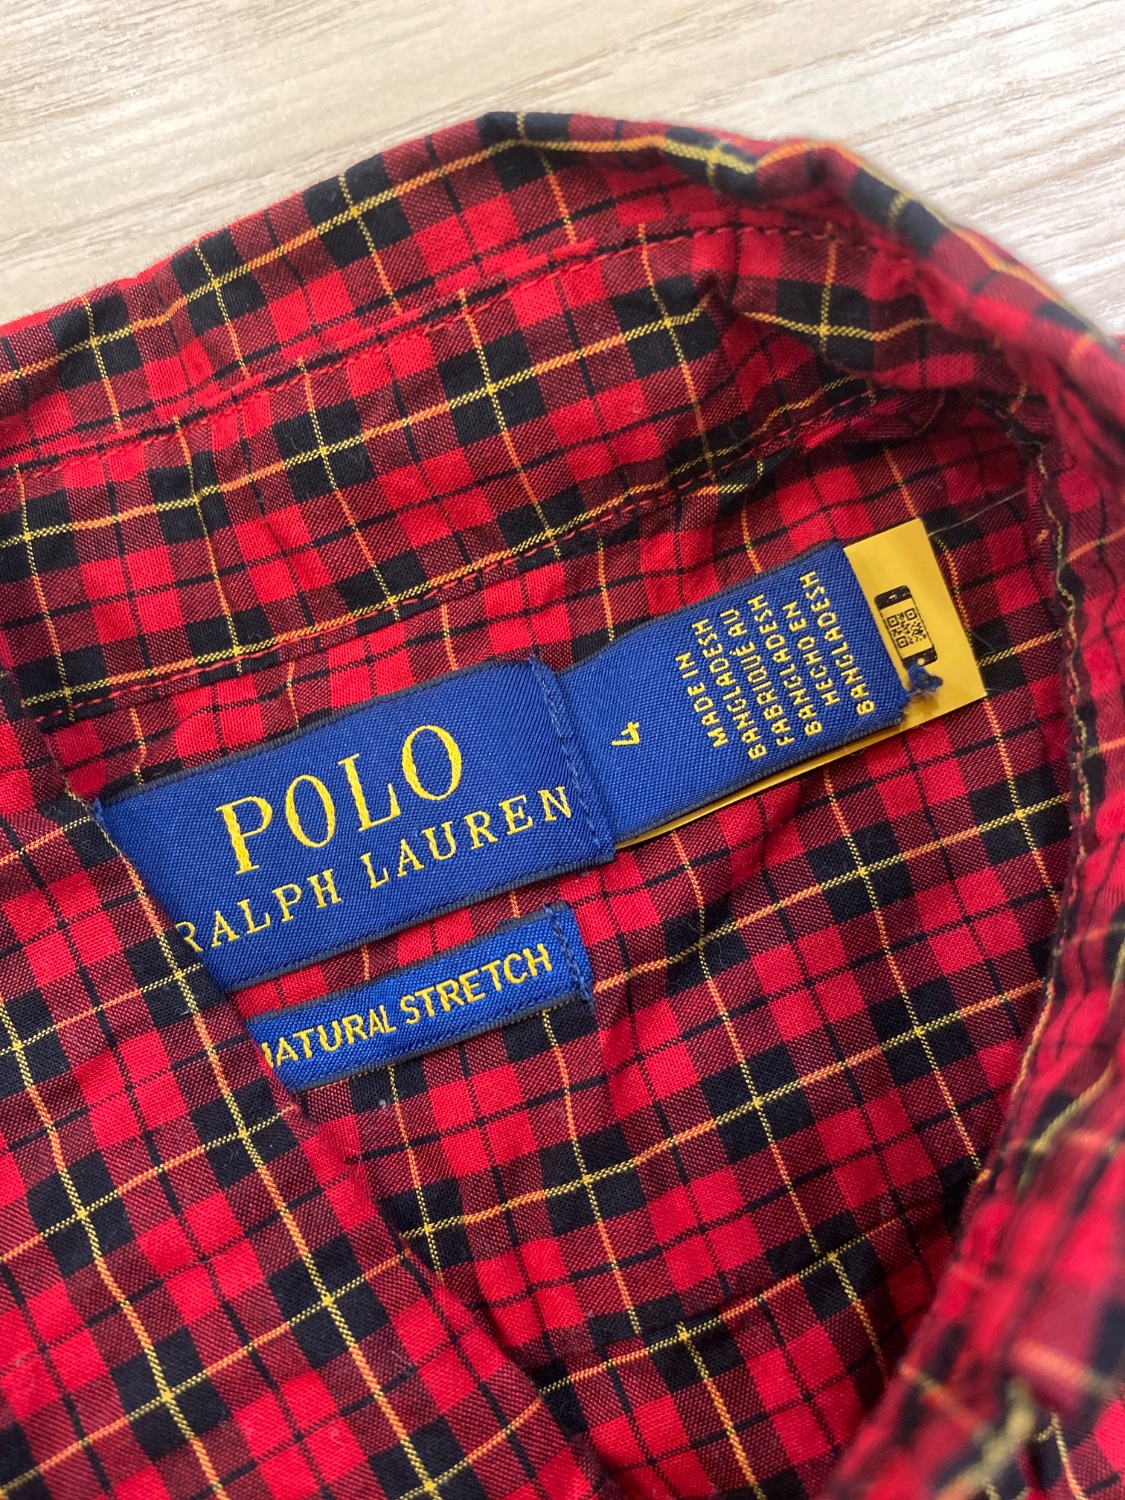 POLO
RALPH LAUREN
NATURAL STRETCH
4
MADE IN
BANGLADESH
FABRIQUÉ AU
BANGLADESH
HECHO EN
BANGLADESH